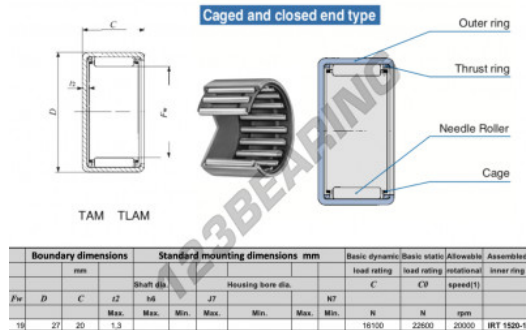 Caged and closed end type
C
t2
D
Fw
Outer ring
Thrust ring
Needle Roller
Cage
123BEARING
TAM TLAM
Boundary dimensions Standard mounting dimensions mm Basic dynamic Basic static Allowable Assembled
mm load rating load rating rotational inner ring
Shaft dia. Housing bore dia. C C0 speed(1)
Fw D C t2 h6 J7 N7
Max. Max. Min. Max. Min. Max. Min. N N rpm
19 27 20 1,3 16100 22600 20000 IRT 1520-1